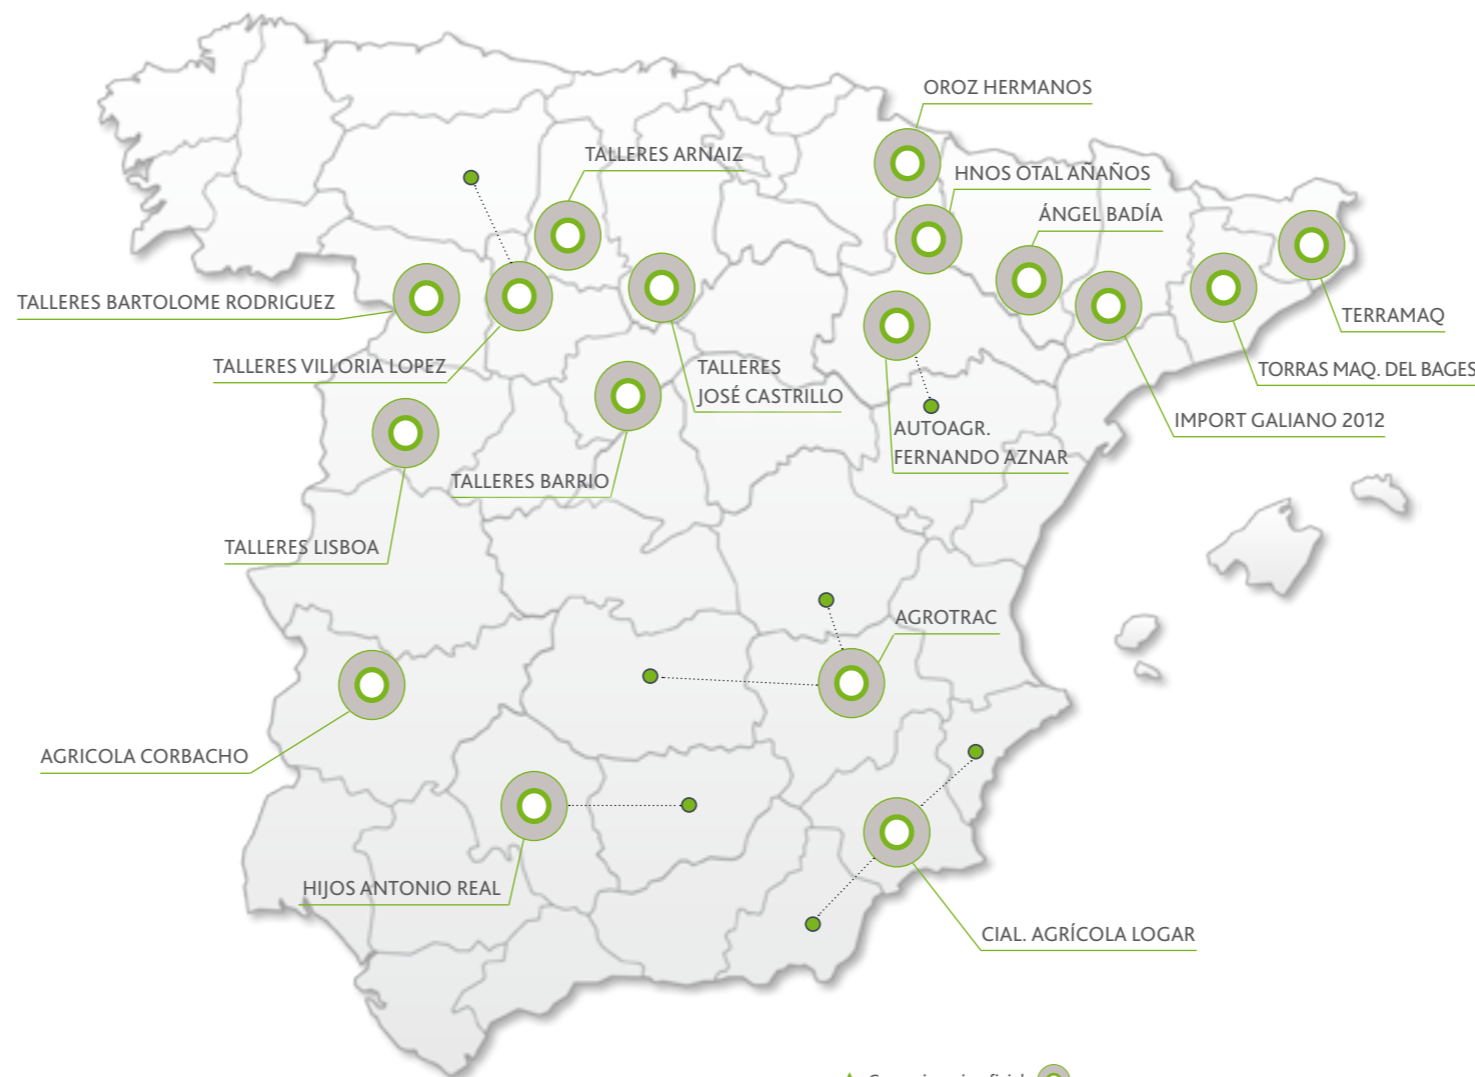 OROZ HERMANOS
TALLERES ARNAIZ
HNOS OTAL AÑAÑOS
ÁNGEL BADÍA
TALLERES BARTOLOME RODRIGUEZ
TERRAMAQ
TALLERES VILLORIA LOPEZ
TALLERES
JOSÉ CASTRILLO
TORRAS MAQ. DEL BAGES
IMPORT GALIANO 2012
AUTOAGR.
FERNANDO AZNAR
TALLERES BARRIO
TALLERES LISBOA
AGROTRAC
AGRICOLA CORBACHO
HIJOS ANTONIO REAL
CIAL. AGRÍCOLA LOGAR